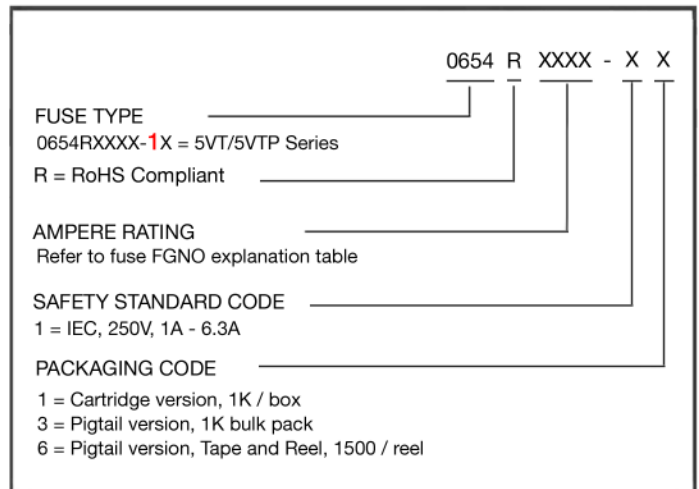 0654 R XXXX - X X
FUSE TYPE
0654RXXXX-1X = 5VT/5VTP Series
R = RoHS Compliant
AMPERE RATING
Refer to fuse FGNO explanation table
SAFETY STANDARD CODE
1 = IEC, 250V, 1A - 6.3A
PACKAGING CODE
1 = Cartridge version, 1K / box
3 = Pigtail version, 1K bulk pack
6 = Pigtail version, Tape and Reel, 1500 / reel